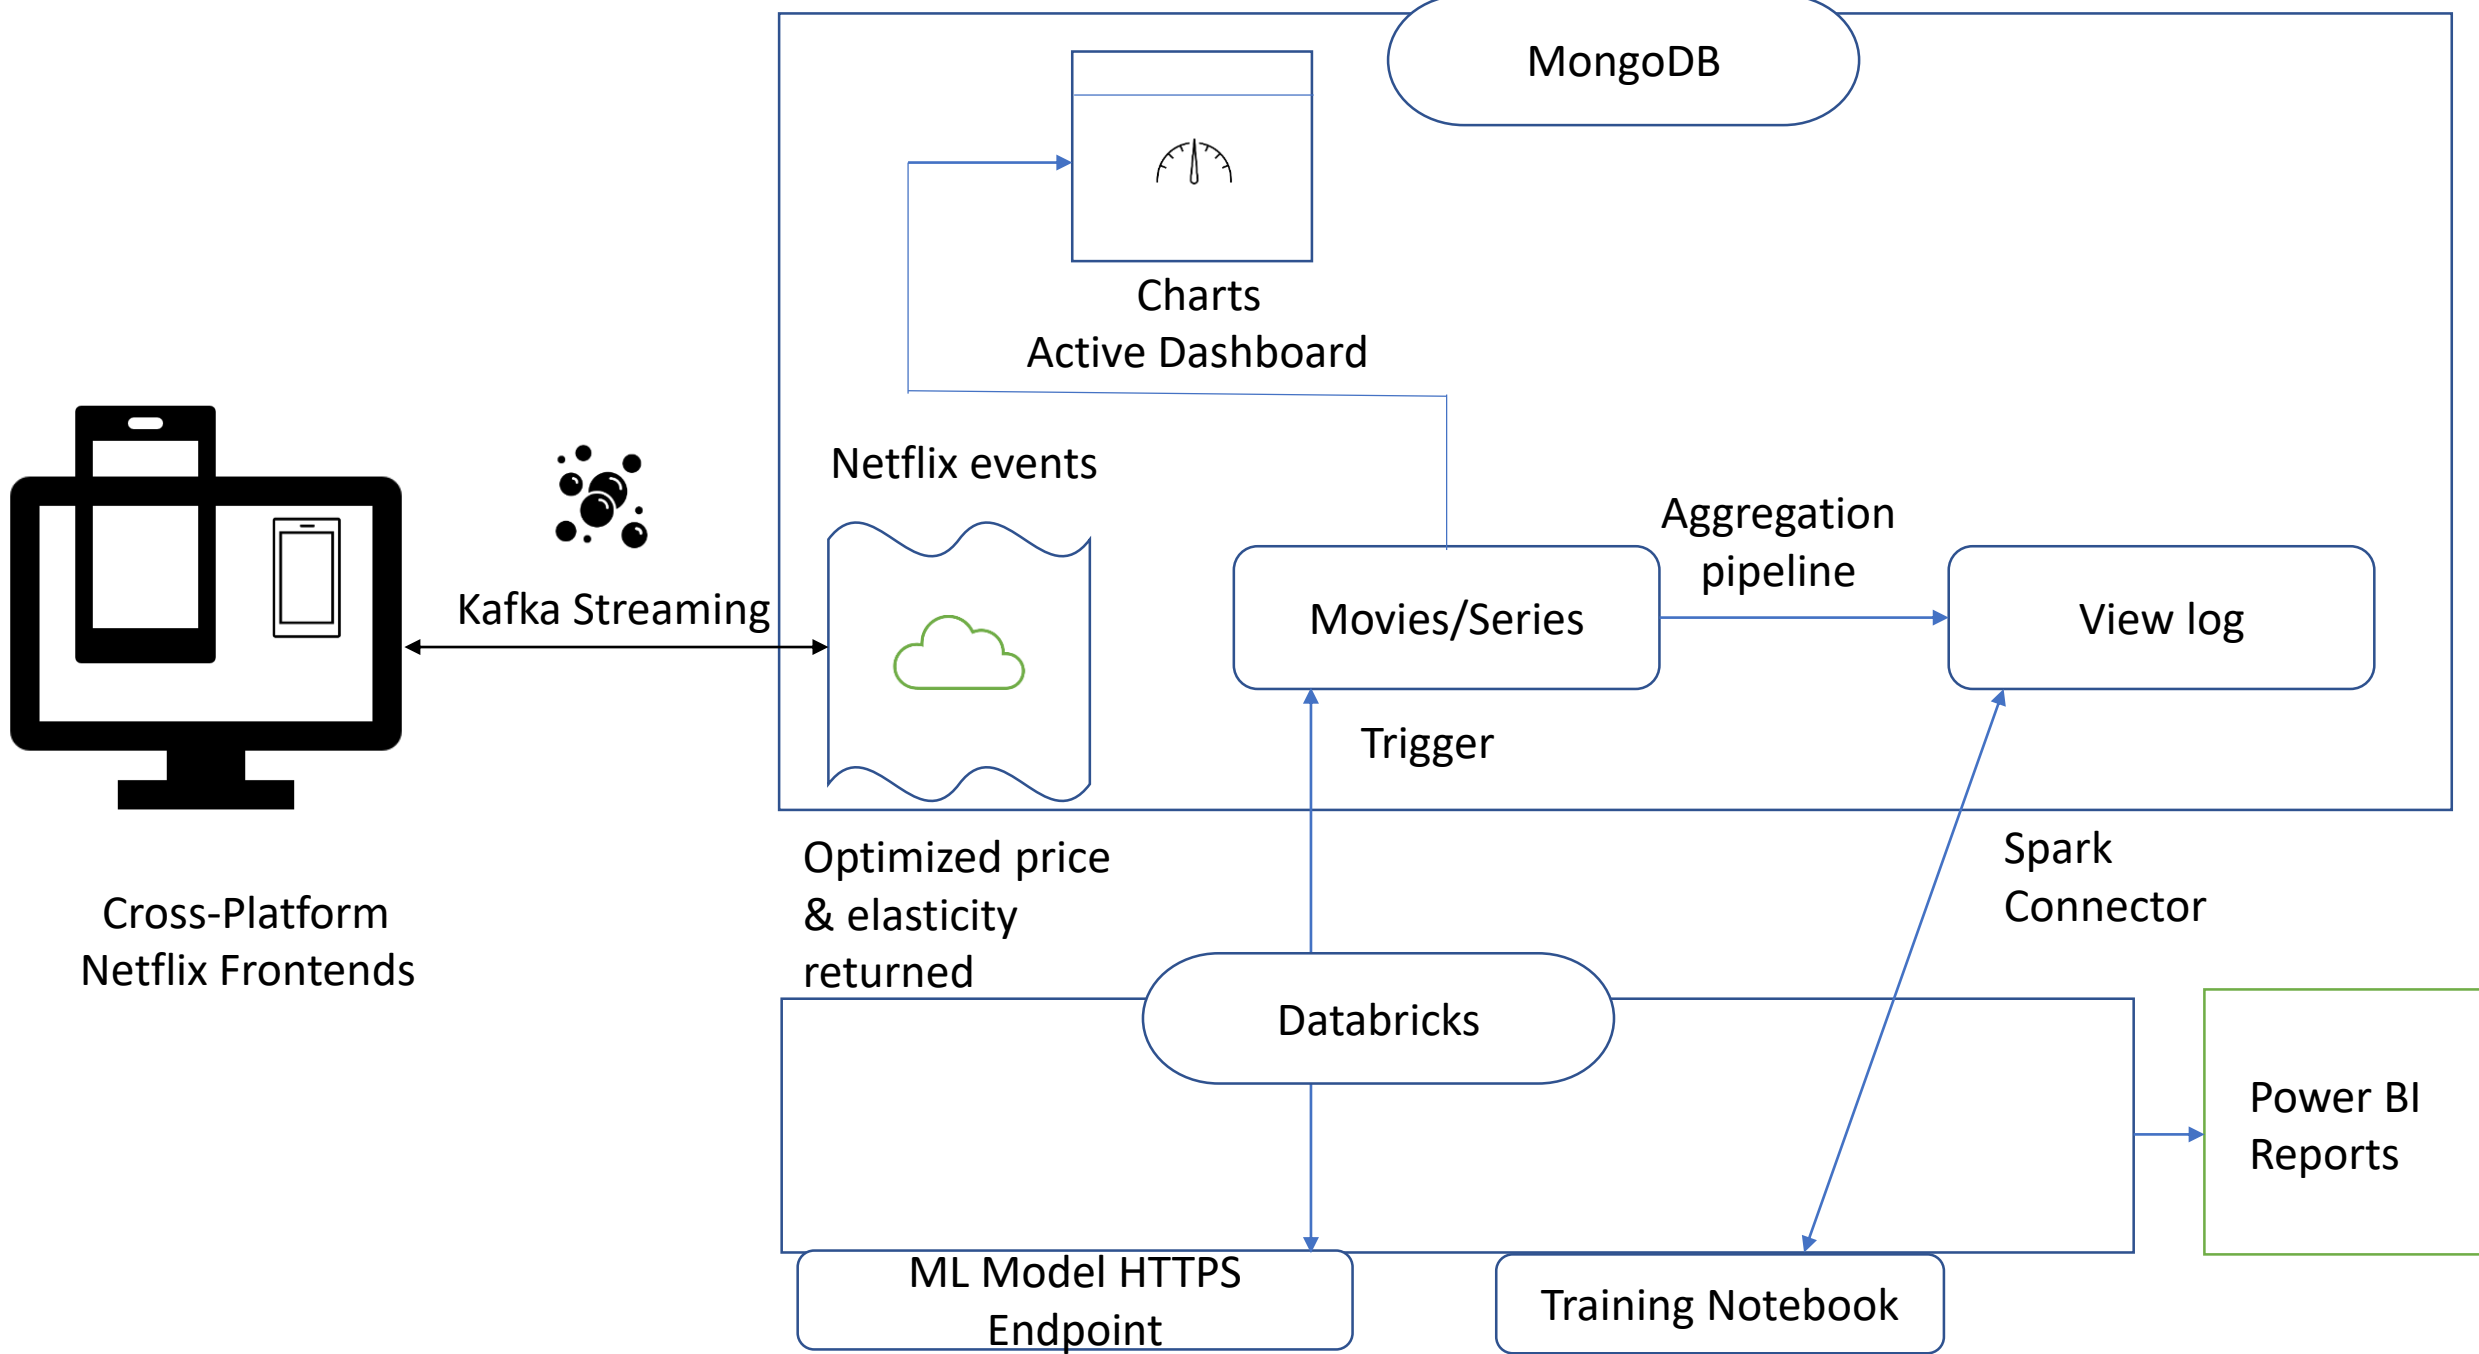 MongoDB
Charts
Active Dashboard
Netflix events
Aggregation
pipeline
Kafka Streaming
Movies/Series
View log
Trigger
Optimized price
& elasticity
returned
Spark
Connector
Cross-Platform
Netflix Frontends
Databricks
Power BI
Reports
ML Model HTTPS
Endpoint
Training Notebook